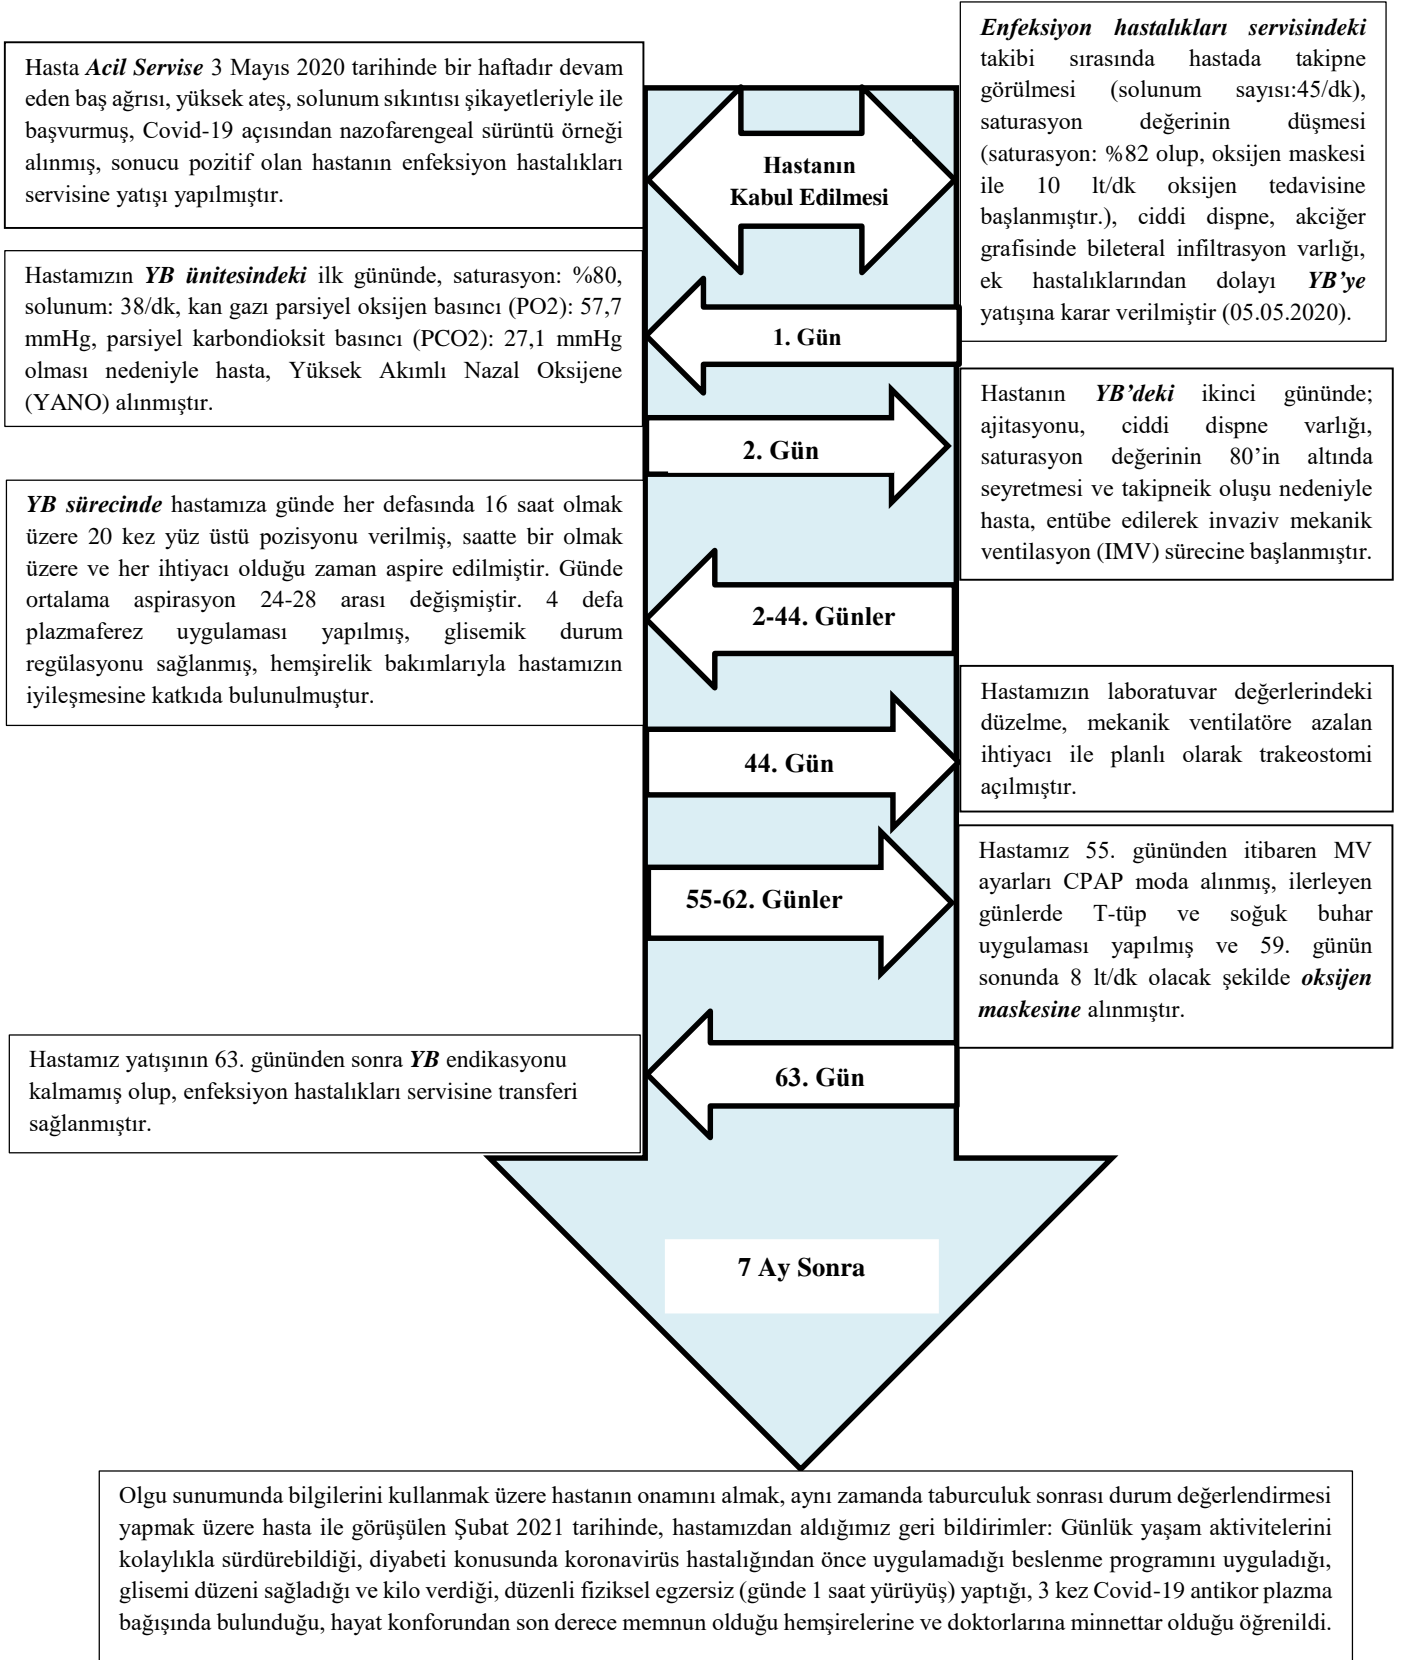 Hasta Acil Servise 3 Mayıs 2020 tarihinde bir haftadır devam
eden baş ağrısı, yüksek ateş, solunum sıkıntısı şikayetleriyle ile
başvurmuş, Covid-19 açısından nazofarengeal sürüntü örneği
alınmış, sonucu pozitif olan hastanın enfeksiyon hastalıkları
servisine yatışı yapılmıştır.
Hastanın
Kabul Edilmesi
Enfeksiyon hastalıkları servisindeki
takibi sırasında hastada takipne
görülmesi (solunum sayısı:45/dk),
saturasyon değerinin düşmesi
(saturasyon: %82 olup, oksijen maskesi
ile 10 lt/dk oksijen tedavisine
başlanmıştır.), ciddi dispne, akciğer
grafisinde bileteral infiltrasyon varlığı,
ek hastalıklarından dolayı YB'ye
yatışına karar verilmiştir (05.05.2020).
Hastamızın YB ünitesindeki ilk gününde, saturasyon: %80,
solunum: 38/dk, kan gazı parsiyel oksijen basıncı (PO2): 57,7
mmHg, parsiyel karbondioksit basıncı (PCO2): 27,1 mmHg
olması nedeniyle hasta, Yüksek Akımlı Nazal Oksijene
(YANO) alınmıştır.
1. Gün
2. Gün
Hastanın YB'deki ikinci gününde;
ajitasyonu, ciddi dispne varlığı,
saturasyon değerinin 80'in altında
seyretmesi ve takipneik oluşu nedeniyle
hasta, entübe edilerek invaziv mekanik
ventilasyon (IMV) sürecine başlanmıştır.
YB sürecinde hastamıza günde her defasında 16 saat olmak
üzere 20 kez yüz üstü pozisyonu verilmiş, saatte bir olmak
üzere ve her ihtiyacı olduğu zaman aspire edilmiştir. Günde
ortalama aspirasyon 24-28 arası değişmiştir. 4 defa
plazmaferez uygulaması yapılmış, glisemik durum
regülasyonu sağlanmış, hemşirelik bakımlarıyla hastamızın
iyileşmesine katkıda bulunulmuştur.
2-44. Günler
44. Gün
Hastamızın laboratuvar değerlerindeki
düzelme, mekanik ventilatöre azalan
ihtiyacı ile planlı olarak trakeostomi
açılmıştır.
55-62. Günler
Hastamız 55. gününden itibaren MV
ayarları CPAP moda alınmış, ilerleyen
günlerde T-tüp ve soğuk buhar
uygulaması yapılmış ve 59. günün
sonunda 8 lt/dk olacak şekilde oksijen
maskesine alınmıştır.
Hastamız yatışının 63. gününden sonra YB endikasyonu
kalmamış olup, enfeksiyon hastalıkları servisine transferi
sağlanmıştır.
63. Gün
7 Ay Sonra
Olgu sunumunda bilgilerini kullanmak üzere hastanın onamını almak, aynı zamanda taburculuk sonrası durum değerlendirmesi
yapmak üzere hasta ile görüşülen Şubat 2021 tarihinde, hastamızdan aldığımız geri bildirimler: Günlük yaşam aktivitelerini
kolaylıkla sürdürebildiği, diyabeti konusunda koronavirüs hastalığından önce uygulamadığı beslenme programını uyguladığı,
glisemi düzeni sağladığı ve kilo verdiği, düzenli fiziksel egzersiz (günde 1 saat yürüyüş) yaptığı, 3 kez Covid-19 antikor plazma
bağışında bulunduğu, hayat konforundan son derece memnun olduğu hemşirelerine ve doktorlarına minnettar olduğu öğrenildi.